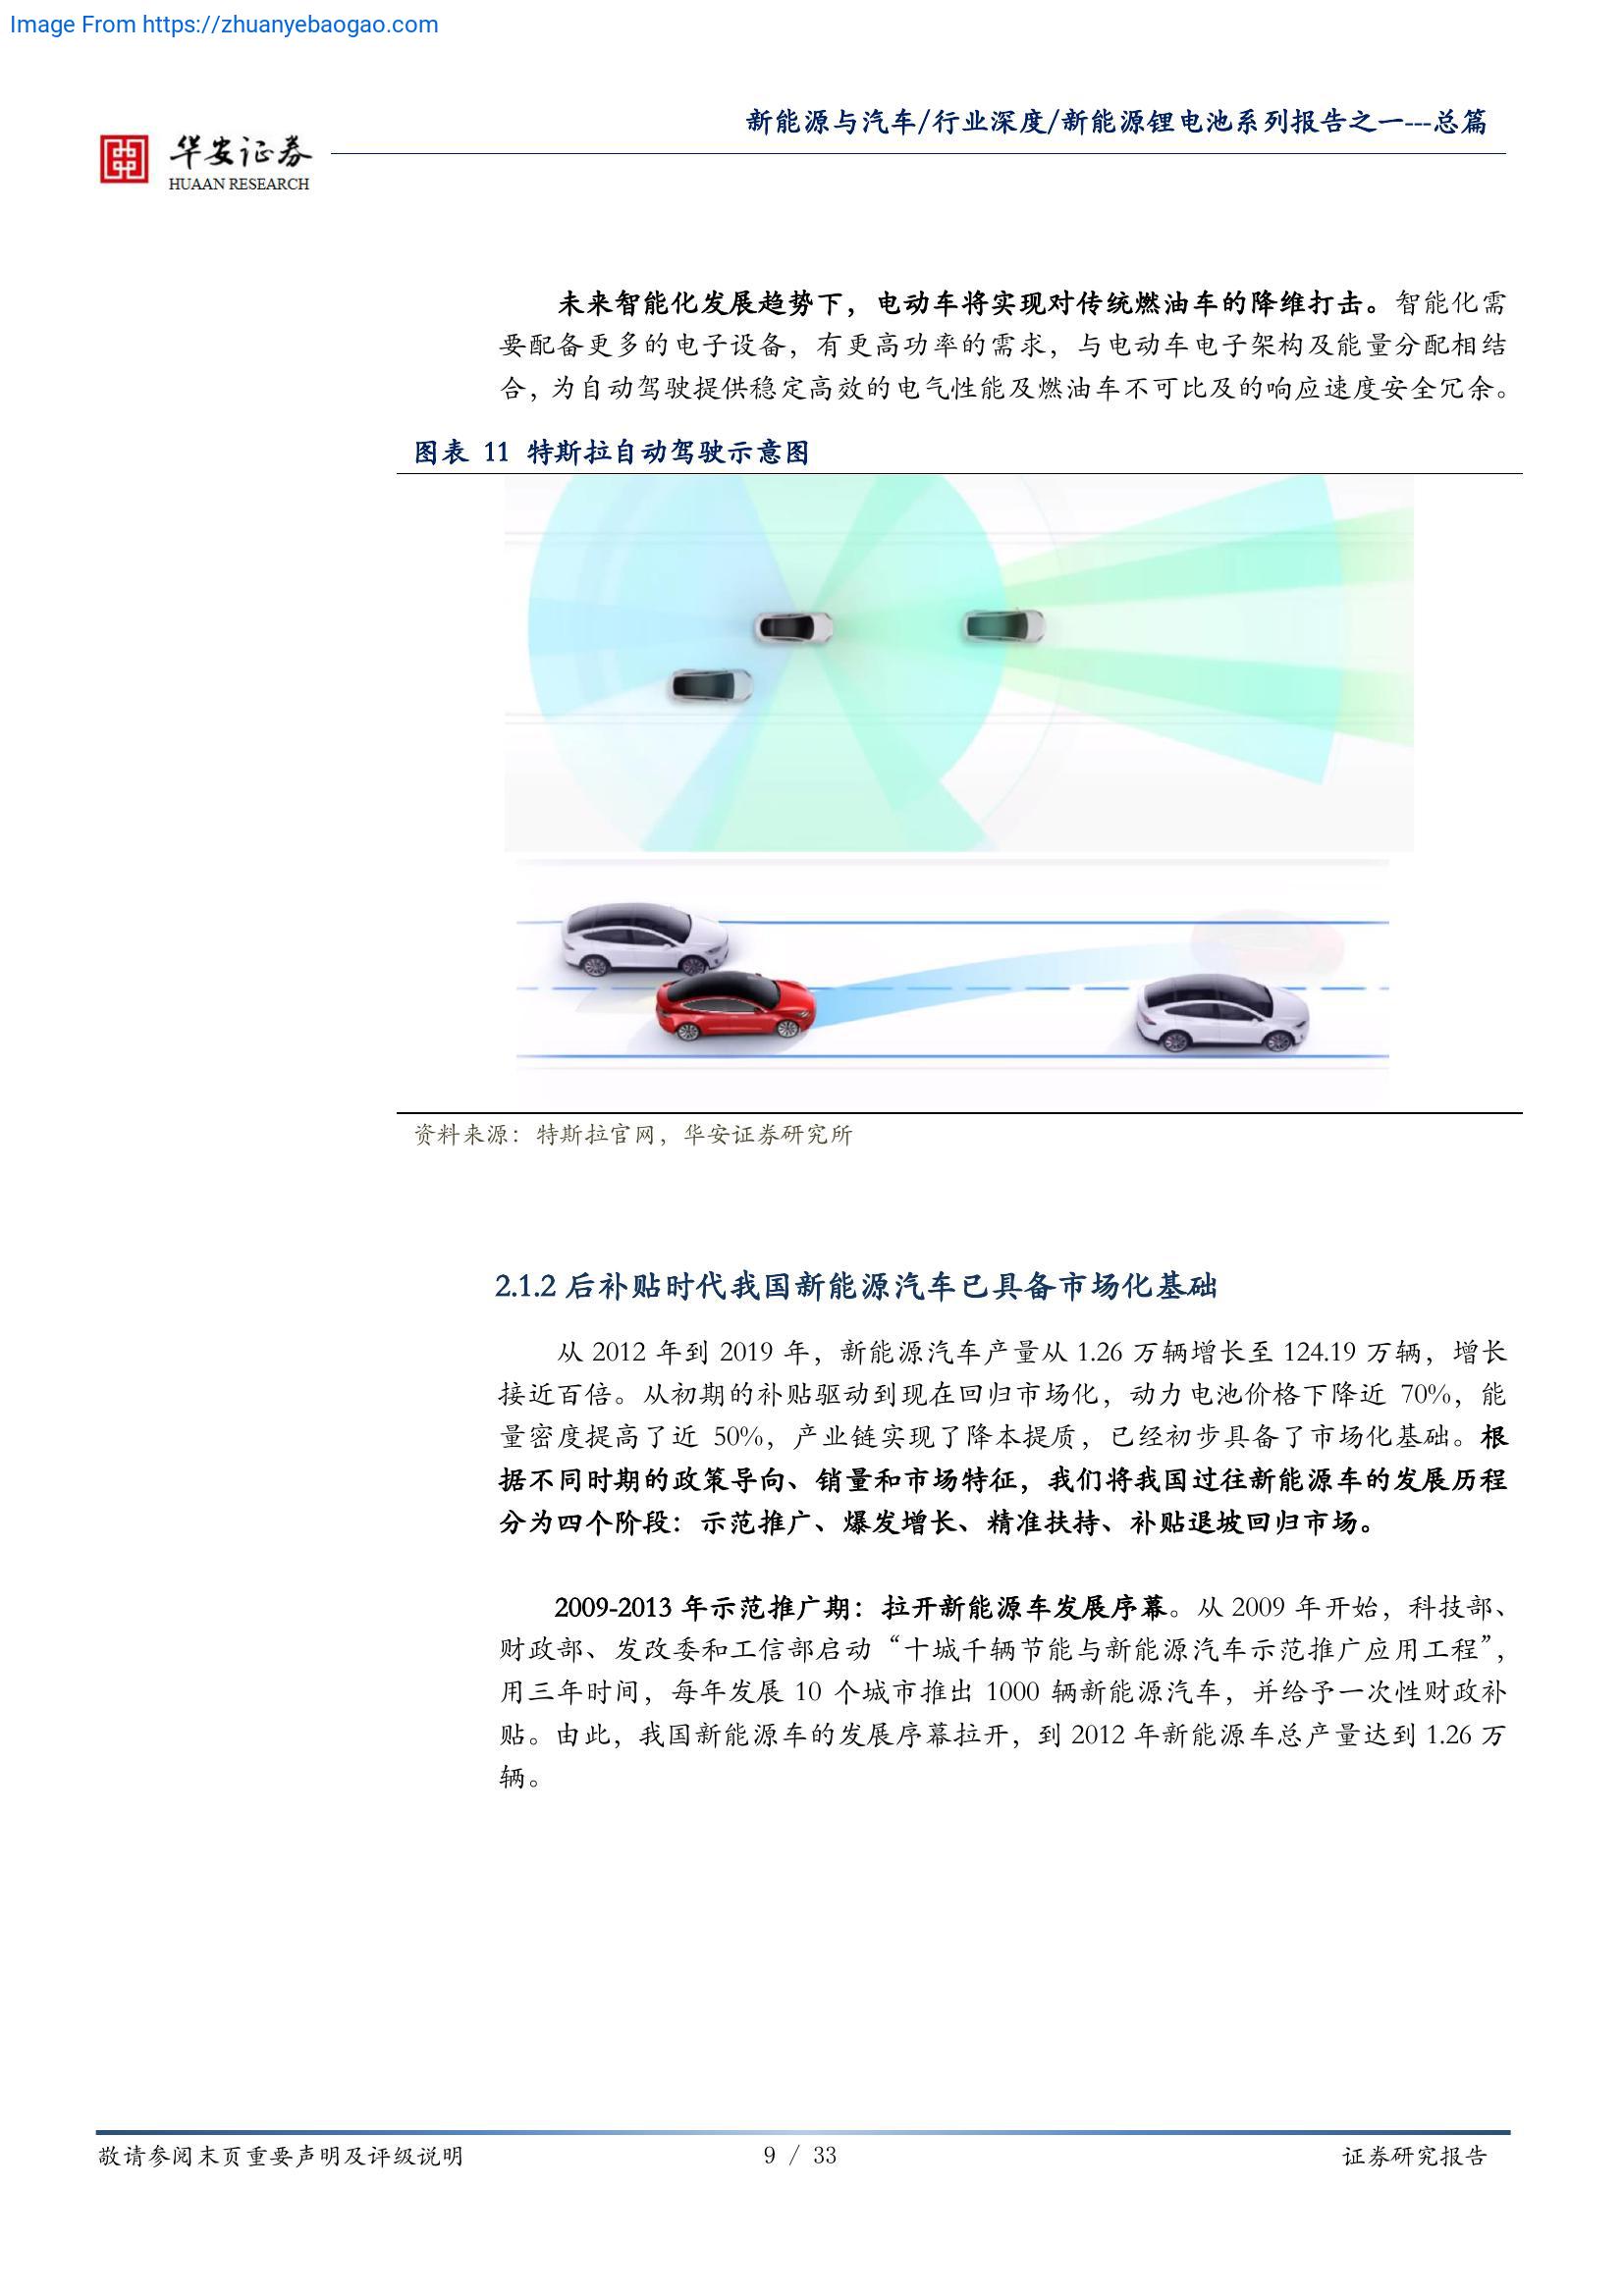 Image From https://zhuanyebaogao.com
新能源与汽车/行业深度/新能源锂电池系列报告之一---总篇
华安证券
HUAAN RESEARCH
未来智能化发展趋势下，电动车将实现对传统燃油车的降维打击。智能化需
要配备更多的电子设备，有更高功率的需求，与电动车电子架构及能量分配相结
合，为自动驾驶提供稳定高效的电气性能及燃油车不可比及的响应速度安全冗余。
图表 11 特斯拉自动驾驶示意图
资料来源：特斯拉官网，华安证券研究所
2.1.2 后补贴时代我国新能源汽车已具备市场化基础
从 2012 年到 2019 年，新能源汽车产量从 1.26 万辆增长至 124.19 万辆，增长
接近百倍。从初期的补贴驱动到现在回归市场化，动力电池价格下降近 70%，能
量密度提高了近 50%，产业链实现了降本提质，已经初步具备了市场化基础。根
据不同时期的政策导向、销量和市场特征，我们将我国过往新能源车的发展历程
分为四个阶段：示范推广、爆发增长、精准扶持、补贴退坡回归市场。
2009-2013 年示范推广期：拉开新能源车发展序幕。从 2009 年开始，科技部、
财政部、发改委和工信部启动“十城千辆节能与新能源汽车示范推广应用工程”，
用三年时间，每年发展 10 个城市推出 1000 辆新能源汽车，并给予一次性财政补
贴。由此，我国新能源车的发展序幕拉开，到 2012 年新能源车总产量达到 1.26 万
辆。
敬请参阅末页重要声明及评级说明
9 / 33
证券研究报告